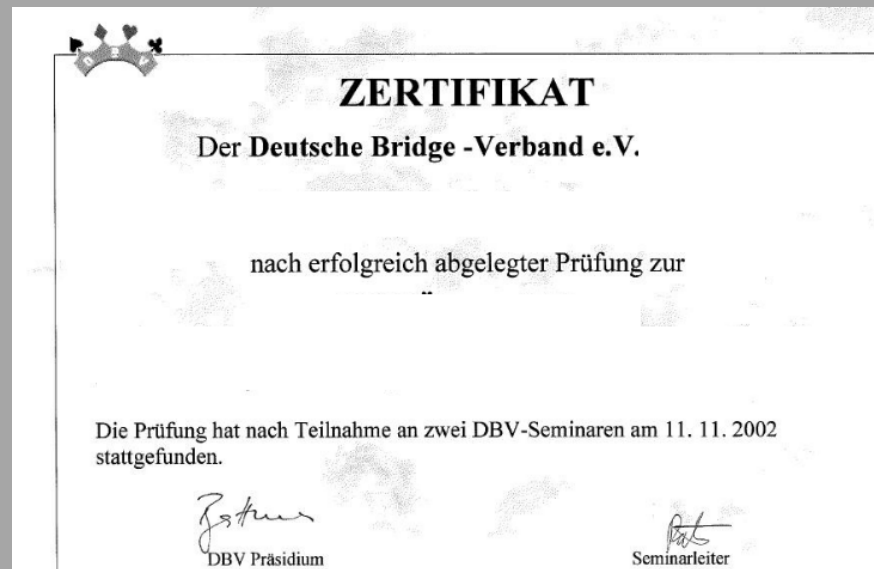 DBV
ZERTIFIKAT
Der Deutsche Bridge -Verband e.V.
nach erfolgreich abgelegter Prüfung zur
Die Prüfung hat nach Teilnahme an zwei DBV-Seminaren am 11. 11. 2002
stattgefunden.
DBV Präsidium
Seminarleiter